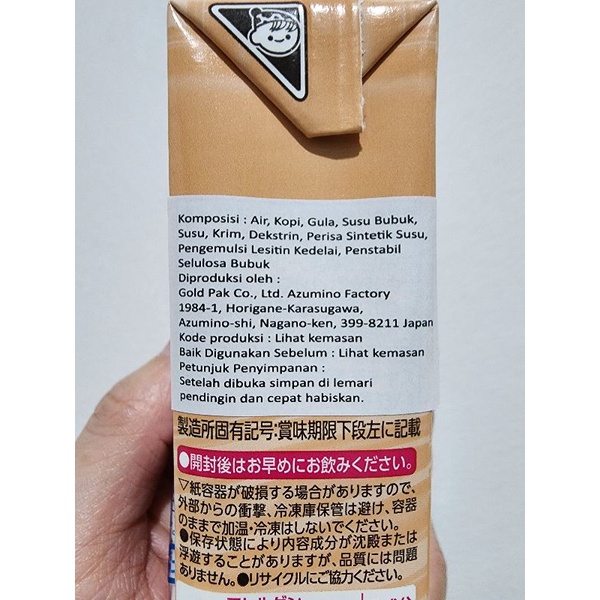 Komposisi : Air, Kopi, Gula, Susu Bubuk,
Susu, Krim, Dekstrin, Perisa Sintetik Susu,
Pengemulsi Lesitin Kedelai, Penstabil
Selulosa Bubuk
Diproduksi oleh :
Gold Pak Co., Ltd. Azumino Factory
1984-1, Horigane-Karasugawa,
Azumino-shi, Nagano-ken, 399-8211 Japan
Kode produksi : Lihat kemasan
Baik Digunakan Sebelum : Lihat kemasan
Petunjuk Penyimpanan :
Setelah dibuka simpan di lemari
pendingin dan cepat habiskan.
製造所固有記号:賞味期限下段左に記載
●開封後はお早めにお飲みください。
▽紙容器が破損する場合がありますので、
外部からの衝撃、冷凍庫保管は避け、容器
のままで加温・冷凍はしないでください。
●保存状態により内容成分が沈殿または
浮遊することがありますが、品質には問題
ありません。●リサイクルにご協力ください。